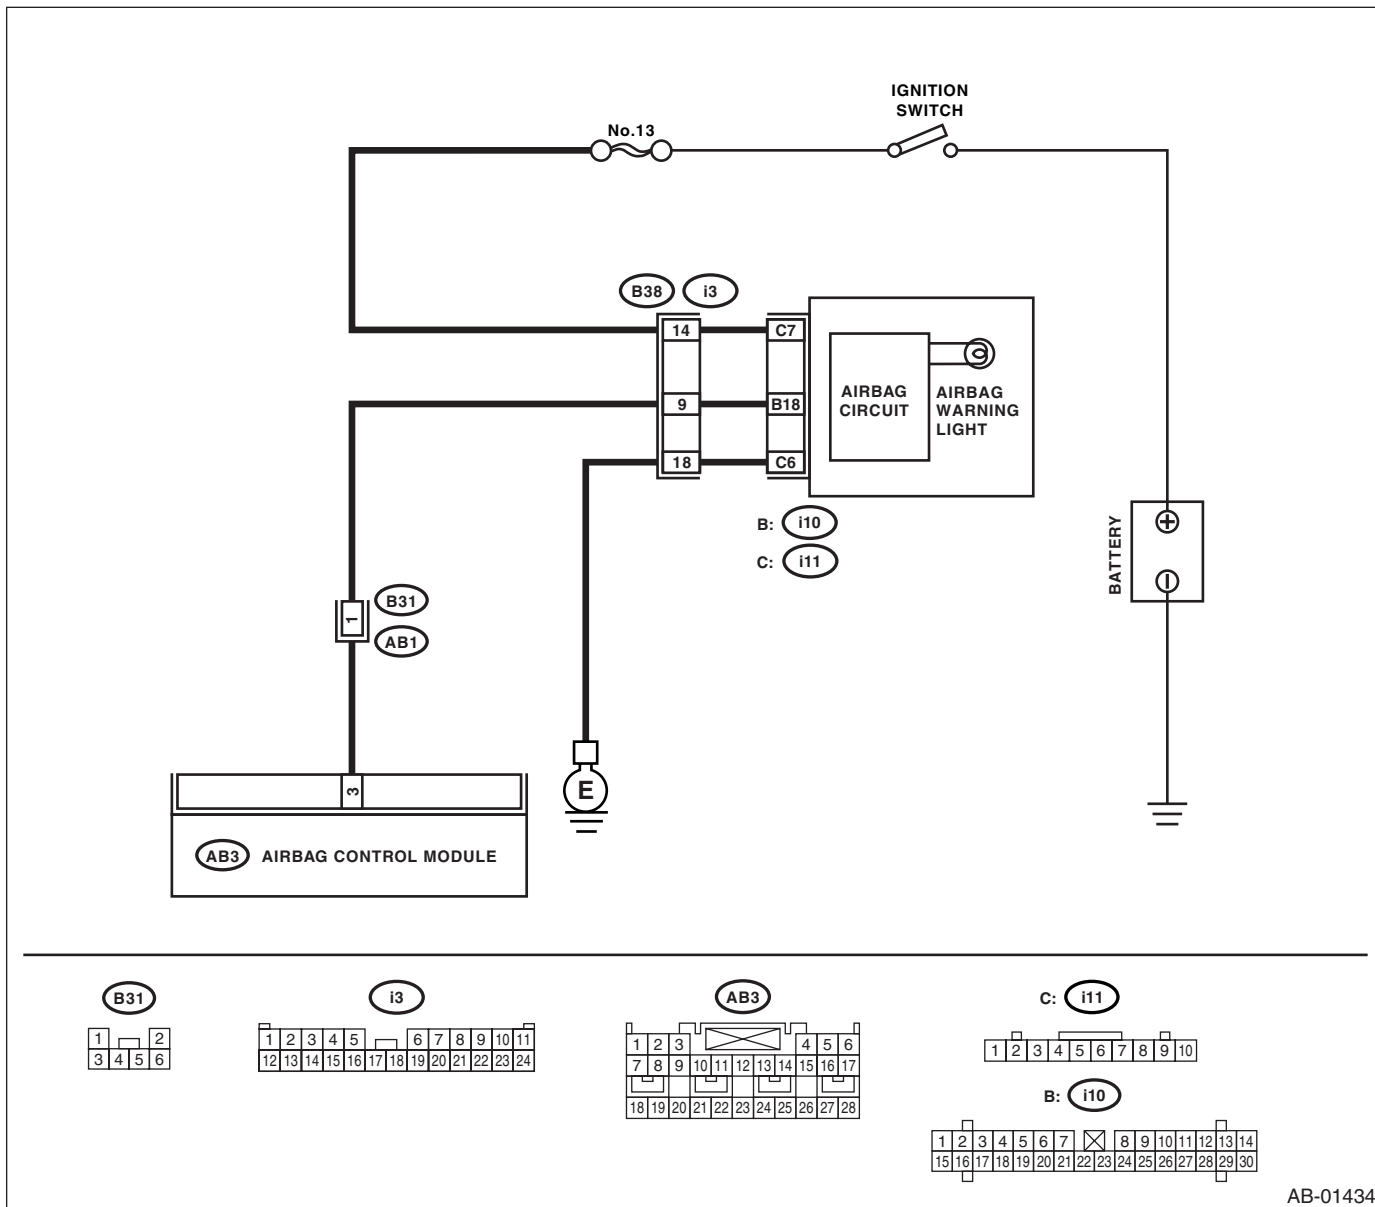 IGNITION
SWITCH
No.13
B38 i3
14 C7
9 B18
18 C6
AIRBAG
CIRCUIT
AIRBAG
WARNING
LIGHT
B: i10
C: i11
BATTERY
+
−
1
B31
AB1
3
E
AB3 AIRBAG CONTROL MODULE
B31
1 2
3 4 5 6
i3
1 2 3 4 5 6 7 8 9 10 11
12 13 14 15 16 17 18 19 20 21 22 23 24
AB3
1 2 3 4 5 6
7 8 9 10 11 12 13 14 15 16 17
18 19 20 21 22 23 24 25 26 27 28
C: i11
1 2 3 4 5 6 7 8 9 10
B: i10
1 2 3 4 5 6 7 8 9 10 11 12 13 14
15 16 17 18 19 20 21 22 23 24 25 26 27 28 29 30
AB-01434